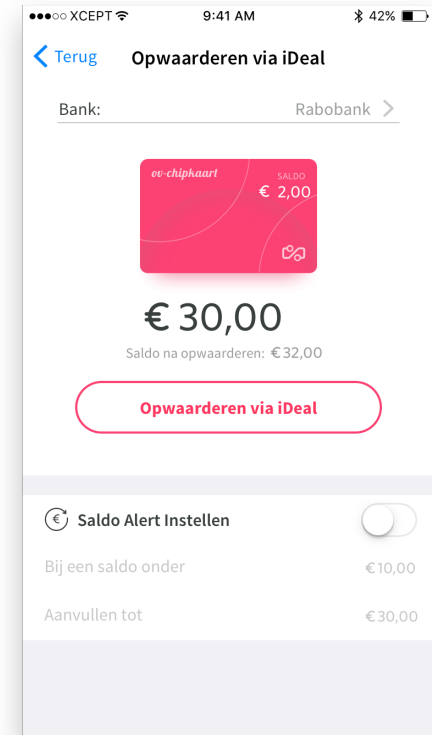 XCEPT 9:41 AM 42%
Terug Opwaarderen via iDeal
Bank: Rabobank
ov-chipkaart
SALDO
€ 2,00
€ 30,00
Saldo na opwaarderen: €32,00
Opwaarderen via iDeal
€ Saldo Alert Instellen
Bij een saldo onder €10,00
Aanvullen tot €30,00